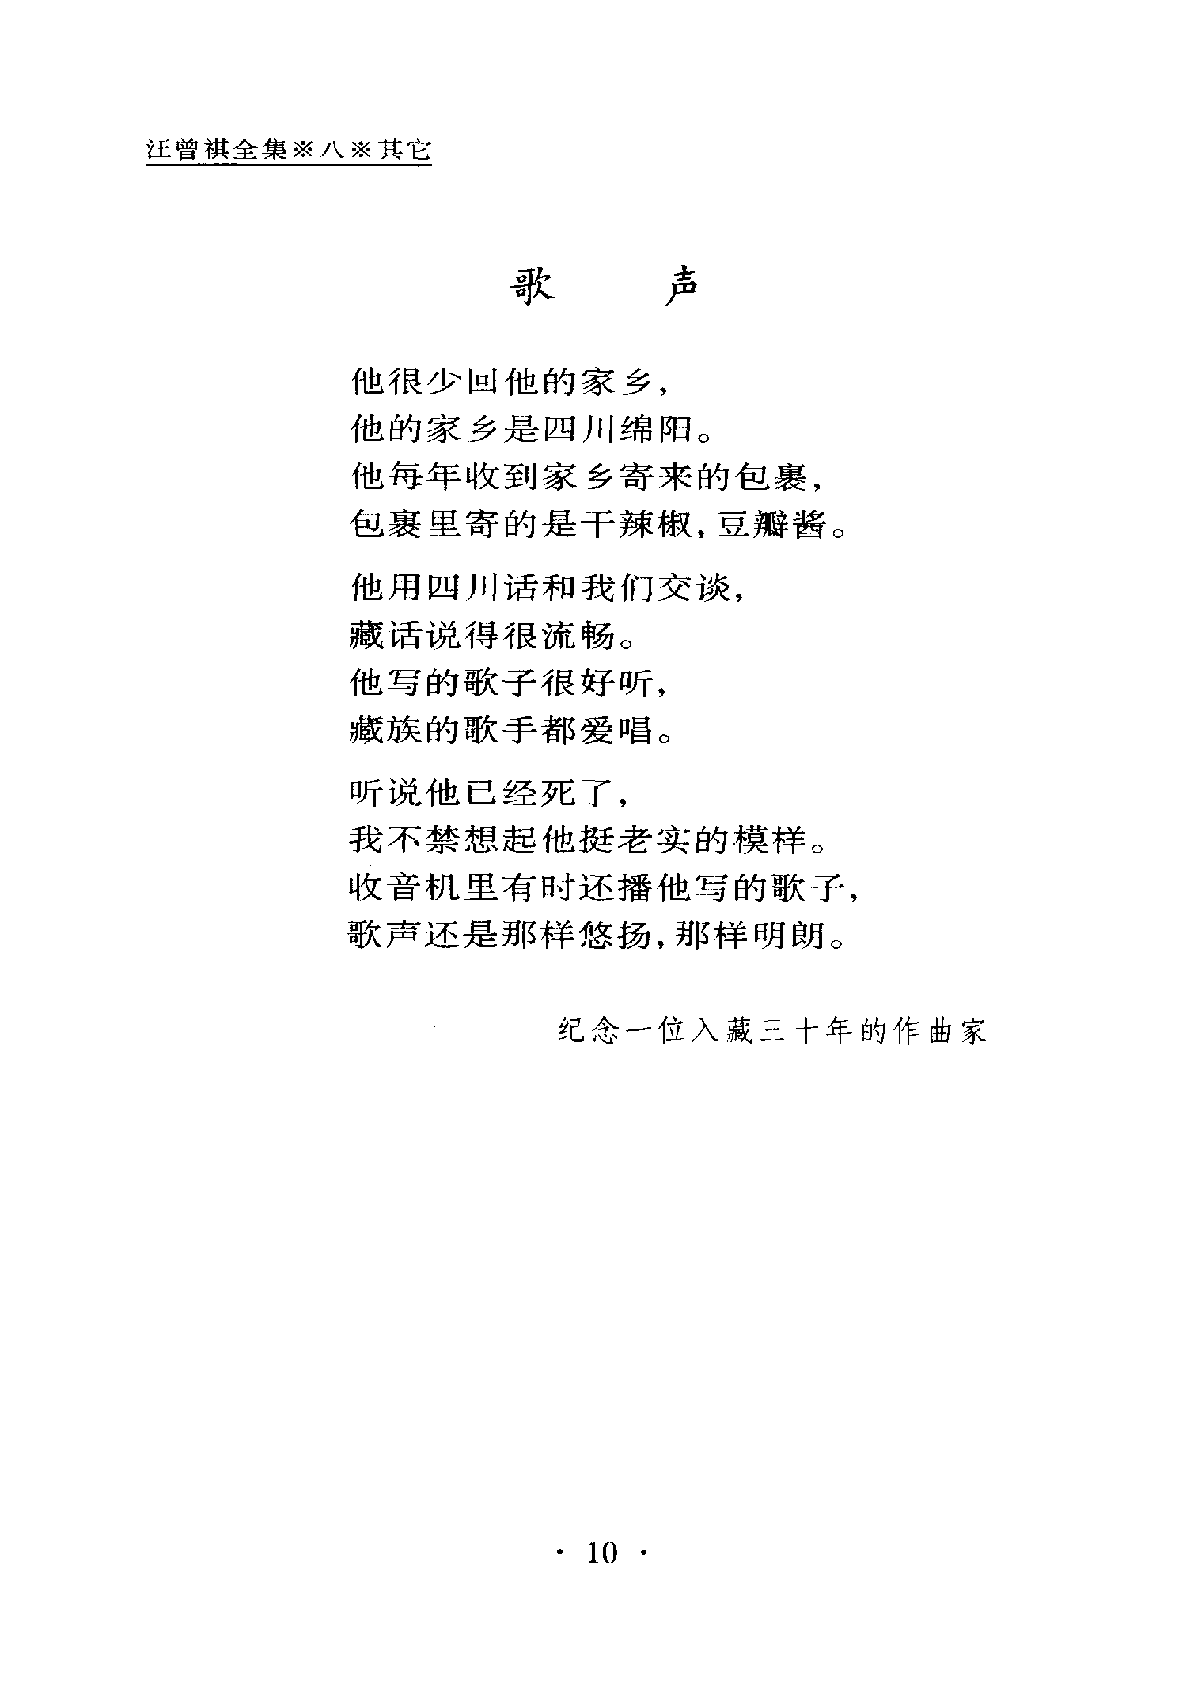 汪曾祺全集※八※其它
歌 声
他很少回他的家乡，
他的家乡是四川绵阳。
他每年收到家乡寄来的包裹，
包裹里寄的是干辣椒，豆瓣酱。
他用四川话和我们交谈，
藏话说得很流畅。
他写的歌子很好听，
藏族的歌手都爱唱。
听说他已经死了，
我不禁想起他挺老实的模样。
收音机里有时还播他写的歌子，
歌声还是那样悠扬，那样明朗。
纪念一位入藏三十年的作曲家
· 10 ·